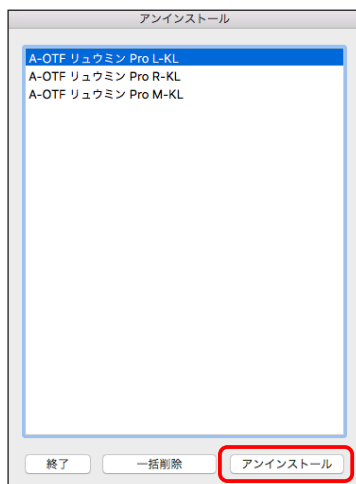 アンインストール
A-OTF リュウミン Pro L-KL
A-OTF リュウミン Pro R-KL
A-OTF リュウミン Pro M-KL
終了 一括削除 アンインストール